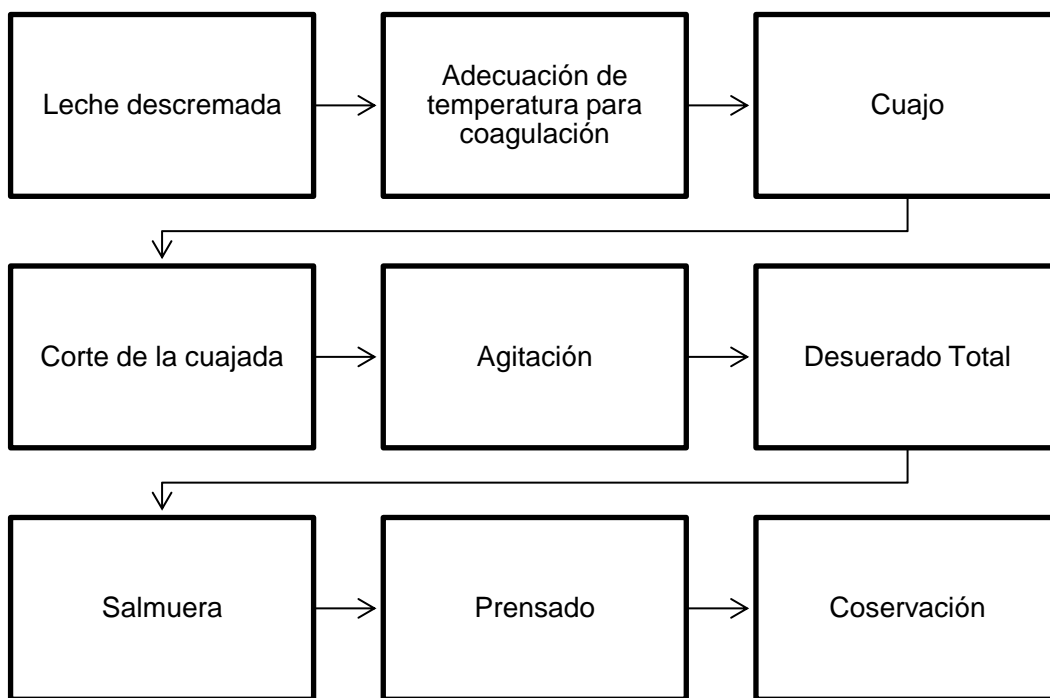 Leche descremada
Adecuación de
temperatura para
coagulación
Cuajo
Corte de la cuajada
Agitación
Desuerado Total
Salmuera
Prensado
Coservación